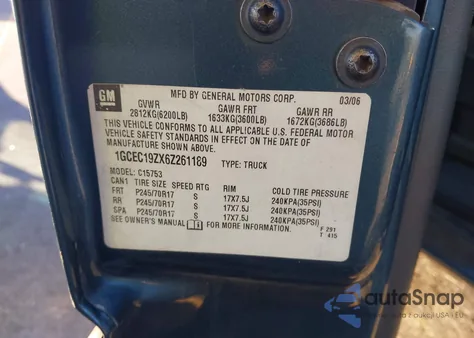 GM
MFD BY GENERAL MOTORS CORP. 03/06
GVWR GAWR FRT GAWR RR
2812KG(6200LB) 1633KG(3600LB) 1672KG(3686LB)
THIS VEHICLE CONFORMS TO ALL APPLICABLE U.S. FEDERAL MOTOR
VEHICLE SAFETY STANDARDS IN EFFECT ON THE DATE OF
MANUFACTURE SHOWN ABOVE.
1GCEC19ZX6Z261189 TYPE: TRUCK
MODEL: C15753
CAN1 TIRE SIZE SPEED RTG RIM COLD TIRE PRESSURE
FRT P245/70R17 S 17X7.5J 240KPA(35PSI)
RR P245/70R17 S 17X7.5J 240KPA(35PSI)
SPA P245/70R17 S 17X7.5J 240KPA(35PSI)
SEE OWNER'S MANUAL FOR MORE INFORMATION.
F 291
T 415
autoSnap